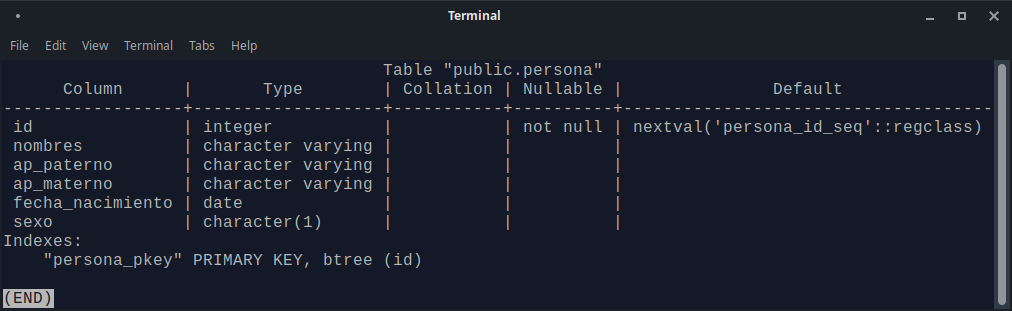 Terminal
File Edit View Terminal Tabs Help
                                      Table "public.persona"
      Column      |       Type        | Collation | Nullable |               Default
------------------+-------------------+-----------+----------+-------------------------------------
 id               | integer           |           | not null | nextval('persona_id_seq'::regclass)
 nombres          | character varying |           |          |
 ap_paterno       | character varying |           |          |
 ap_materno       | character varying |           |          |
 fecha_nacimiento | date              |           |          |
 sexo             | character(1)      |           |          |
Indexes:
    "persona_pkey" PRIMARY KEY, btree (id)
(END)